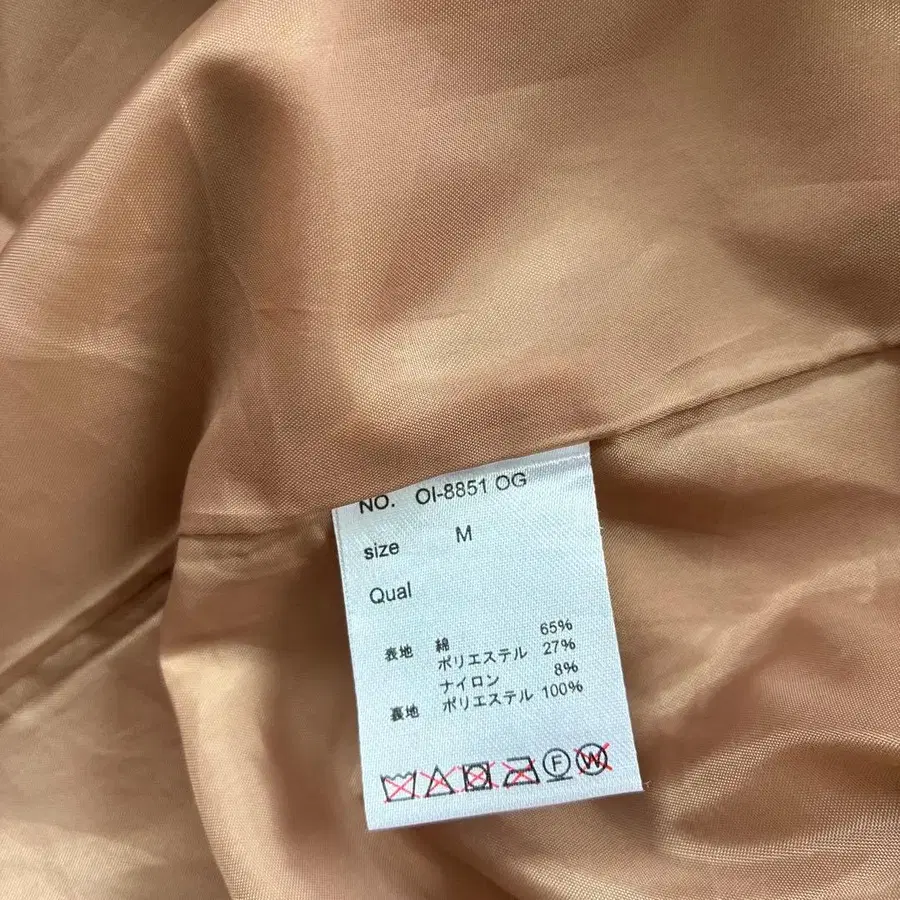 NO. OI-8851 OG
size M
Qual
表地 綿 65%
ポリエステル 27%
ナイロン 8%
裏地 ポリエステル 100%
F W